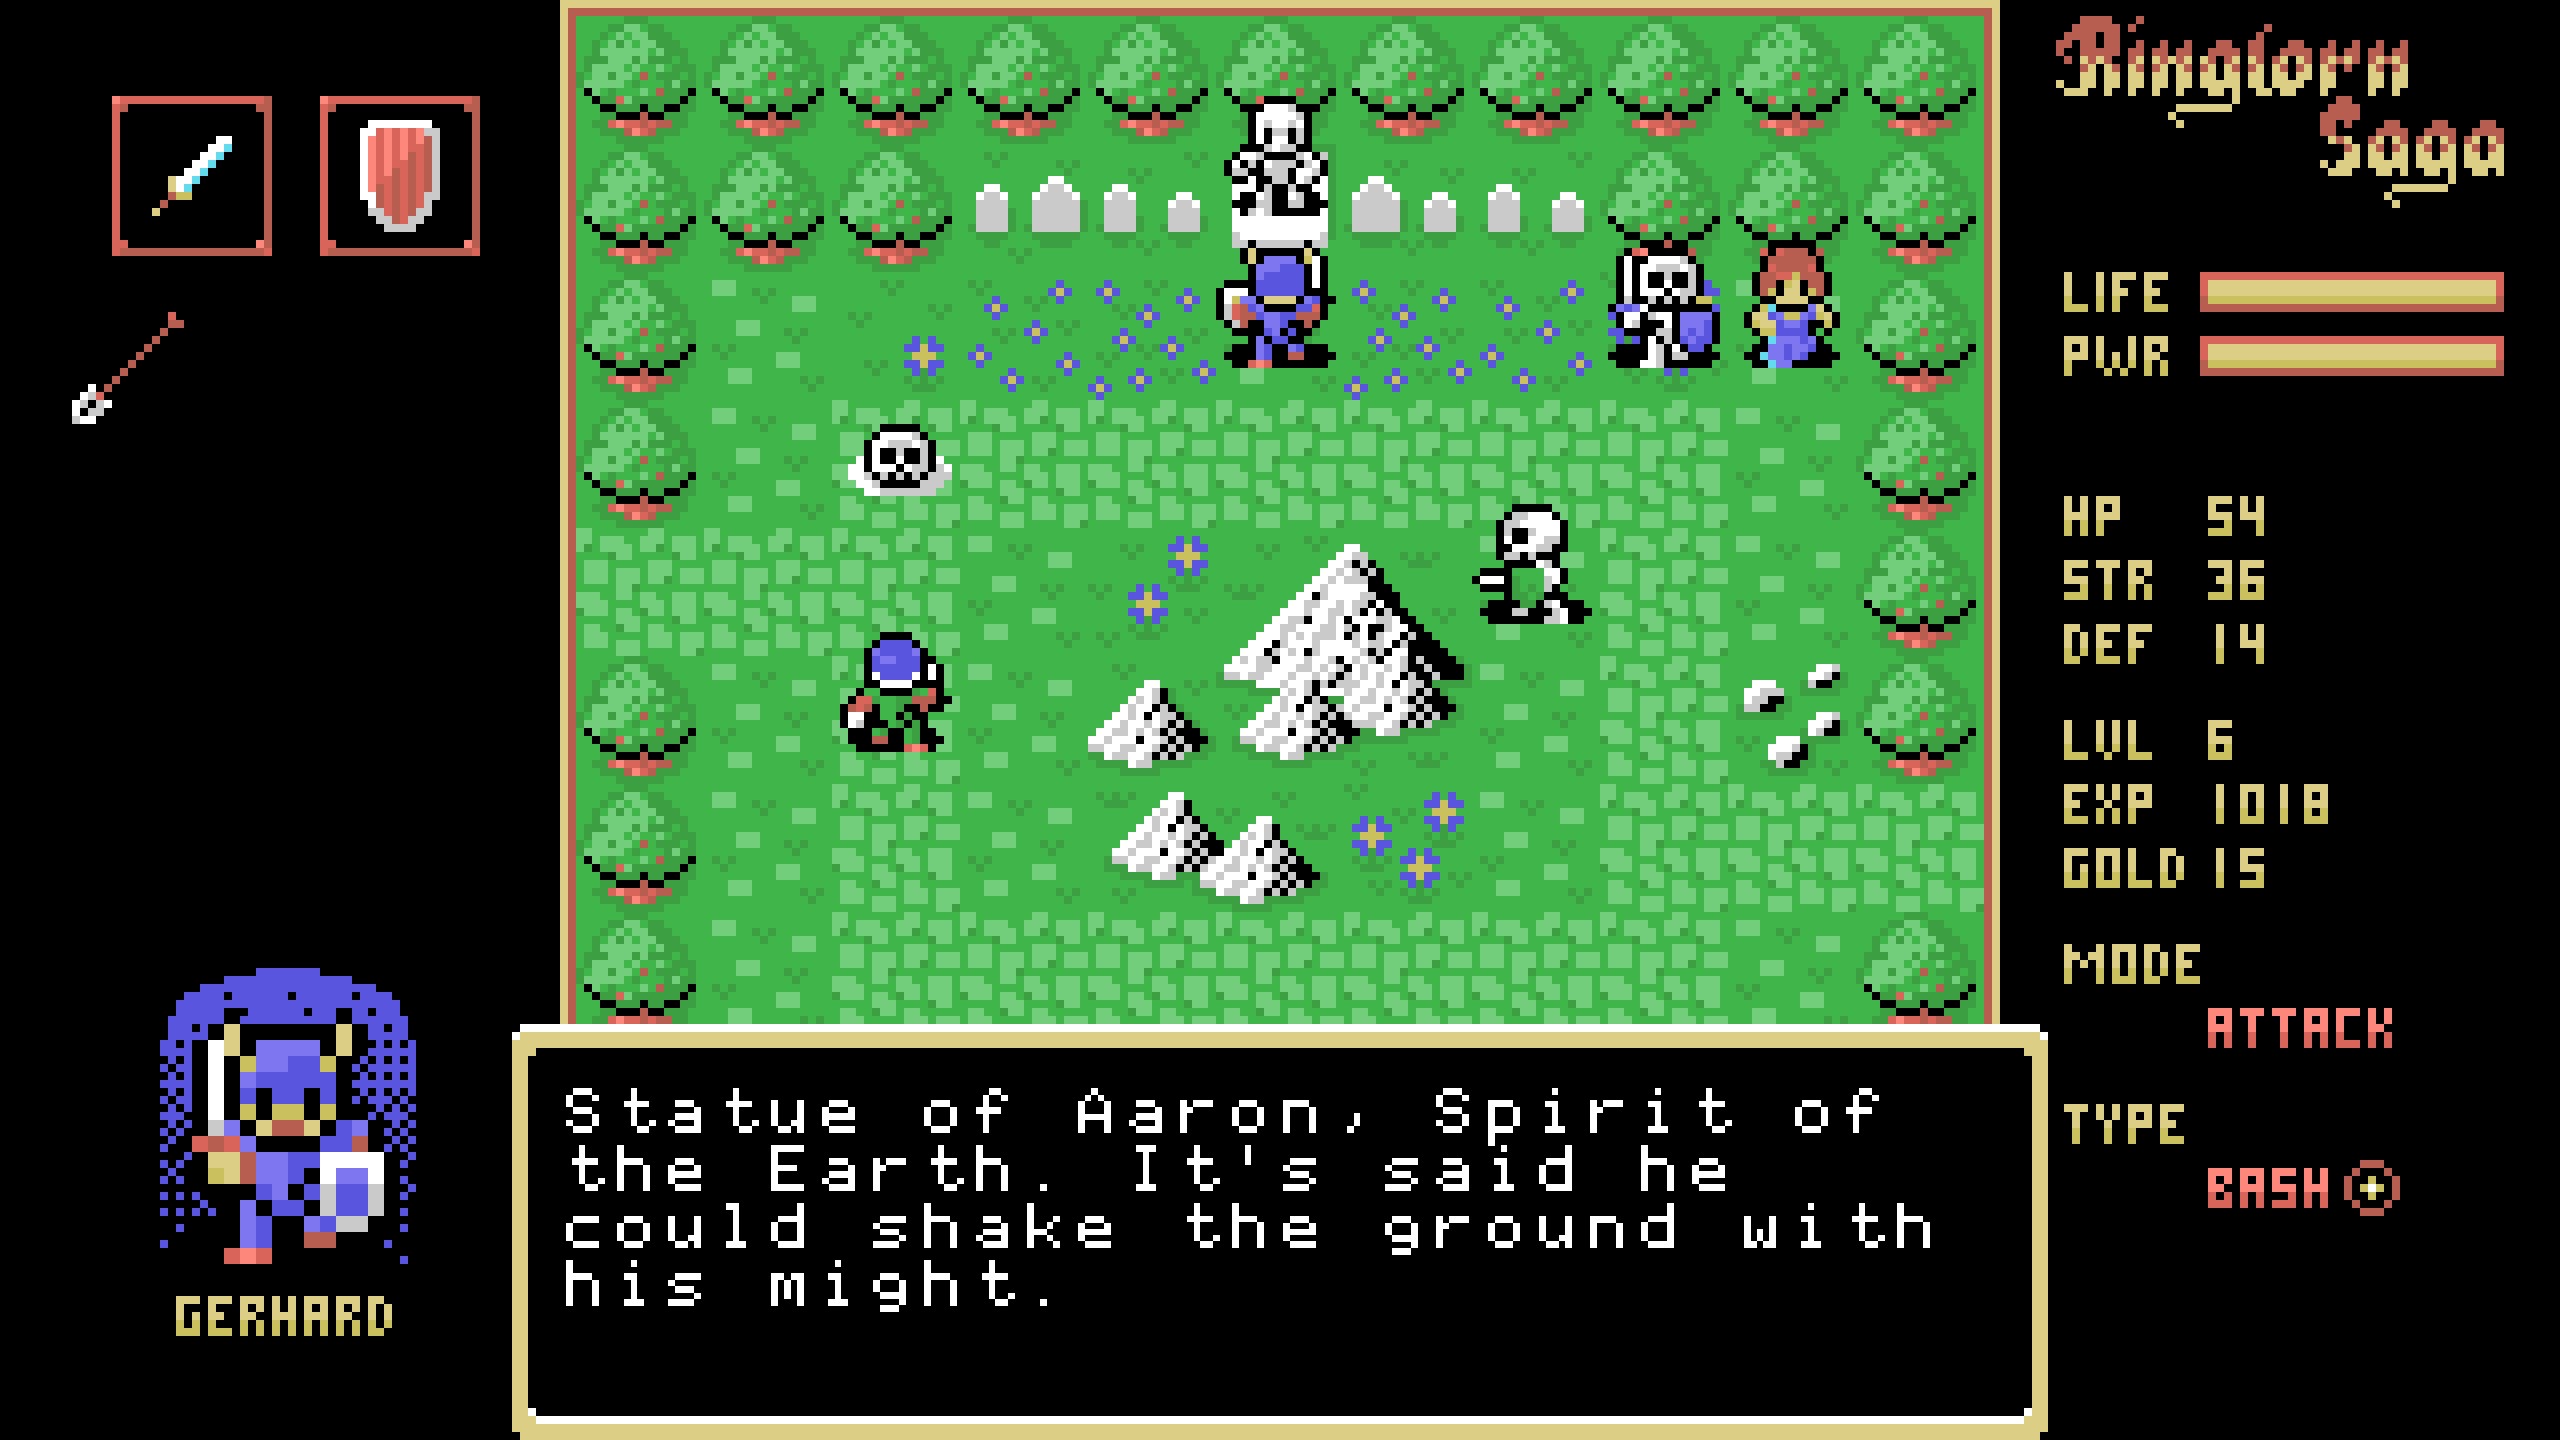 Ringlorn
Saga
LIFE
PWR
HP 54
STR 36
DEF 14
LVL 6
EXP 1018
GOLD 15
MODE
ATTACK
TYPE
BASH
GERHARD
Statue of Aaron, Spirit of
the Earth. It's said he
could shake the ground with
his might.